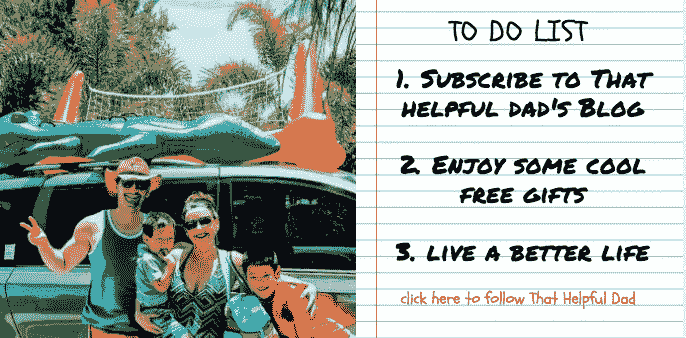 TO DO LIST
1. SUBSCRIBE TO THAT
HELPFUL DAD'S BLOG
2. ENJOY SOME COOL
FREE GIFTS
3. LIVE A BETTER LIFE
click here to follow That Helpful Dad